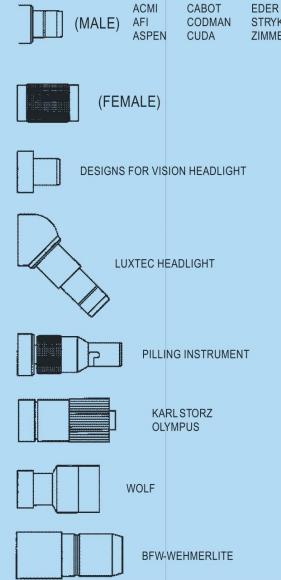 ACMI CABOT EDER
(MALE) AFI CODMAN
ASPEN CUDA
(FEMALE)
DESIGNS FOR VISION HEADLIGHT
LUXTEC HEADLIGHT
PILLING INSTRUMENT
KARL STORZ
OLYMPUS
WOLF
BFW-WEHMERLITE